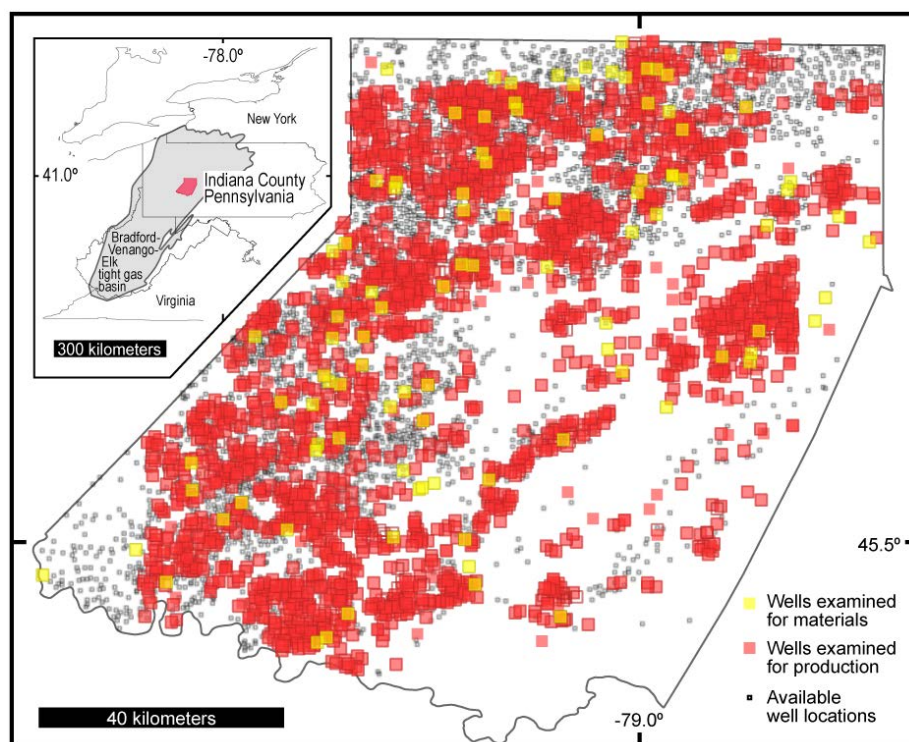 -78.0º
New York
41.0º
Indiana County
Pennsylvania
Bradford-
Venango-
Elk
tight gas
basin
Virginia
300 kilometers
45.5º
Wells examined
for materials
Wells examined
for production
Available
well locations
40 kilometers
-79.0º